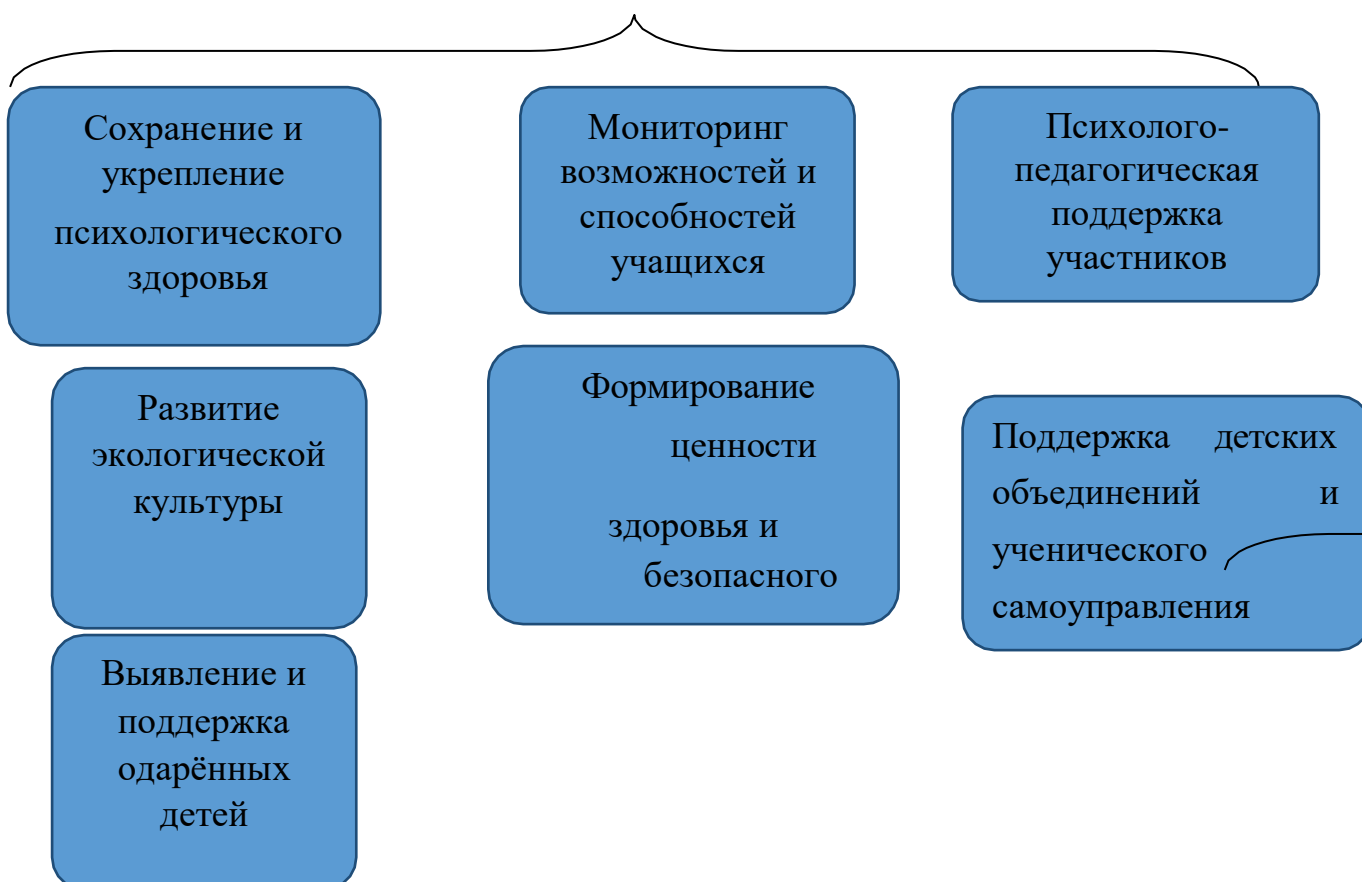 Сохранение и
укрепление
психологического
здоровья
Мониторинг
возможностей и
способностей
учащихся
Психолого-
педагогическая
поддержка
участников
Развитие
экологической
культуры
Формирование
ценности
здоровья и
безопасного
Поддержка детских
объединений и
ученического
самоуправления
Выявление и
поддержка
одарённых
детей